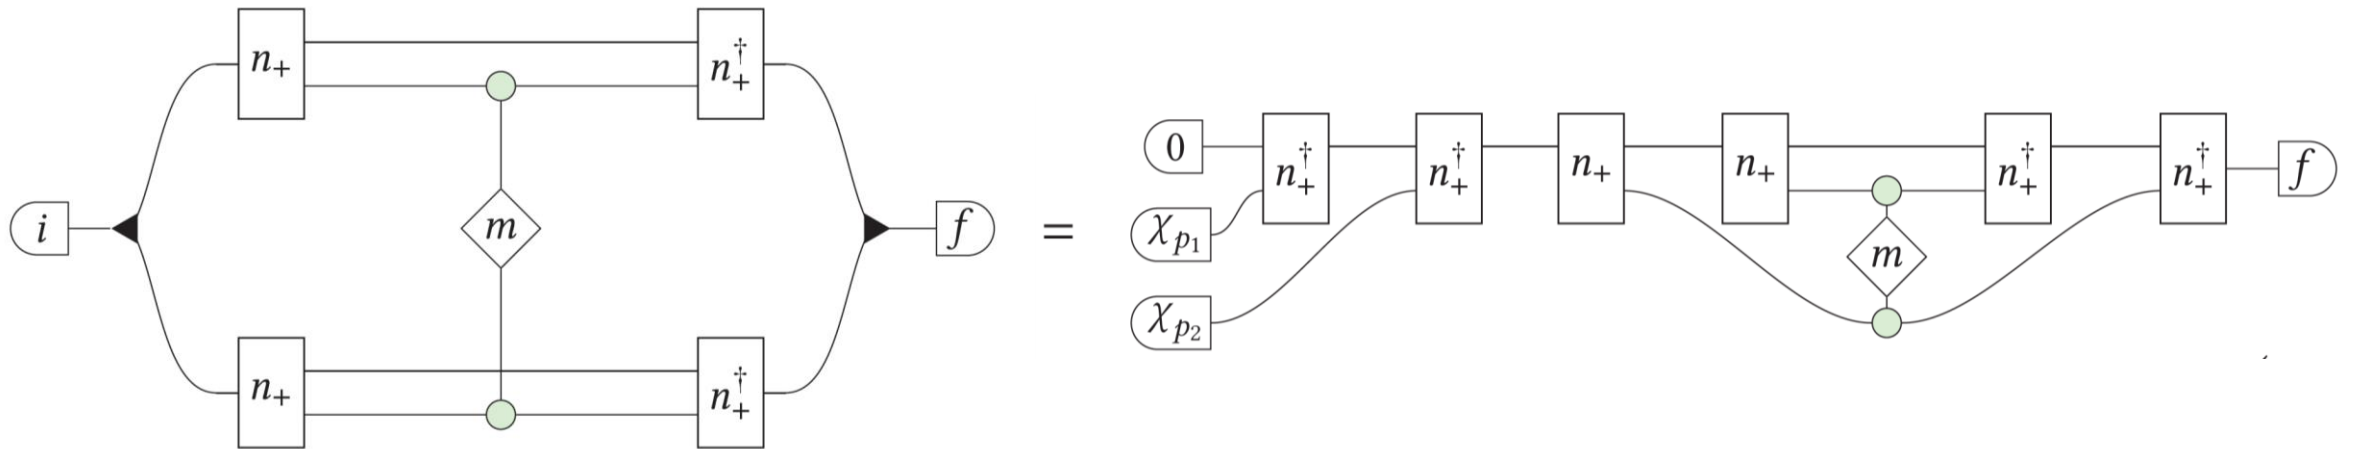 n₊ n₊†
i m f = 0 n₊† n₊† n₊ n₊ n₊† n₊† f
χp₁ m
χp₂
n₊ n₊†